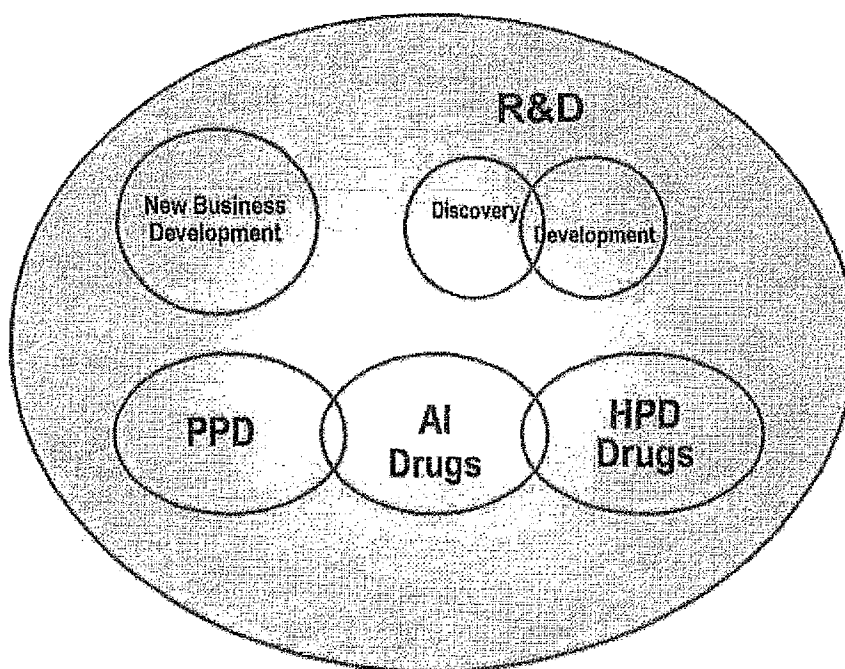 R&D
New Business
Development
Discovery
Development
PPD
AI
Drugs
HPD
Drugs